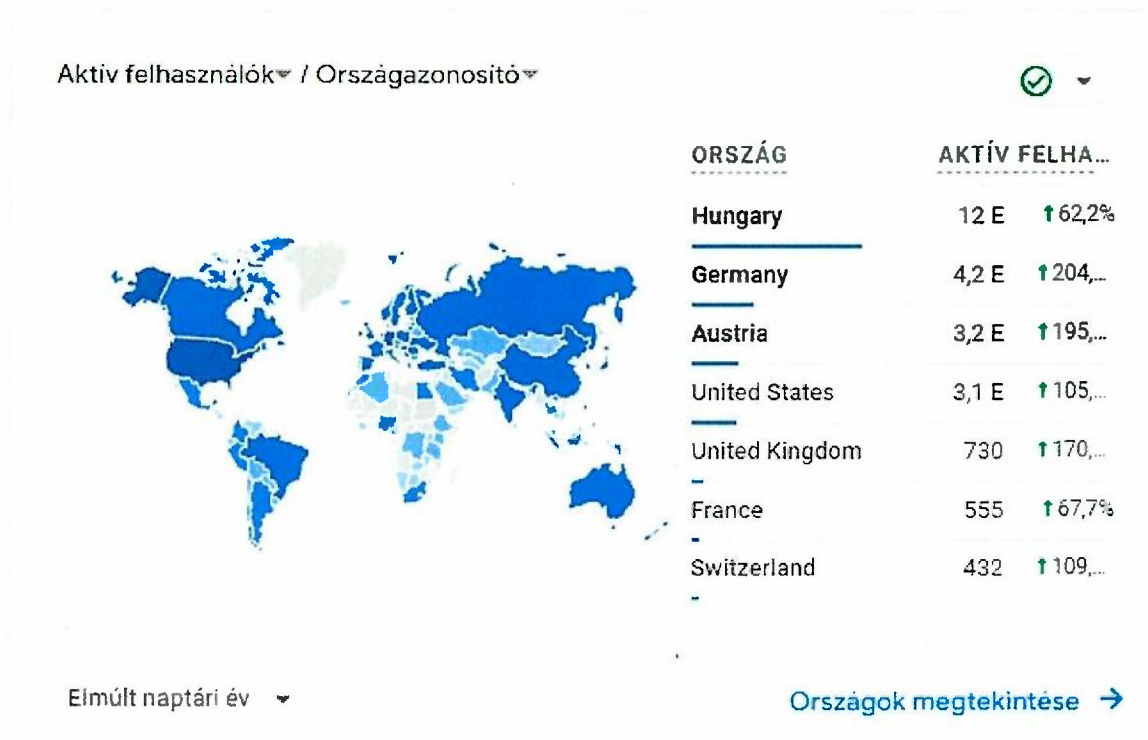 Aktív felhasználók / Országazonosító
ORSZÁG AKTÍV FELHA...
Hungary 12 E ↑ 62,2%
Germany 4,2 E ↑ 204,...
Austria 3,2 E ↑ 195,...
United States 3,1 E ↑ 105,...
United Kingdom 730 ↑ 170,...
France 555 ↑ 67,7%
Switzerland 432 ↑ 109,...
Elmúlt naptári év
Országok megtekintése →